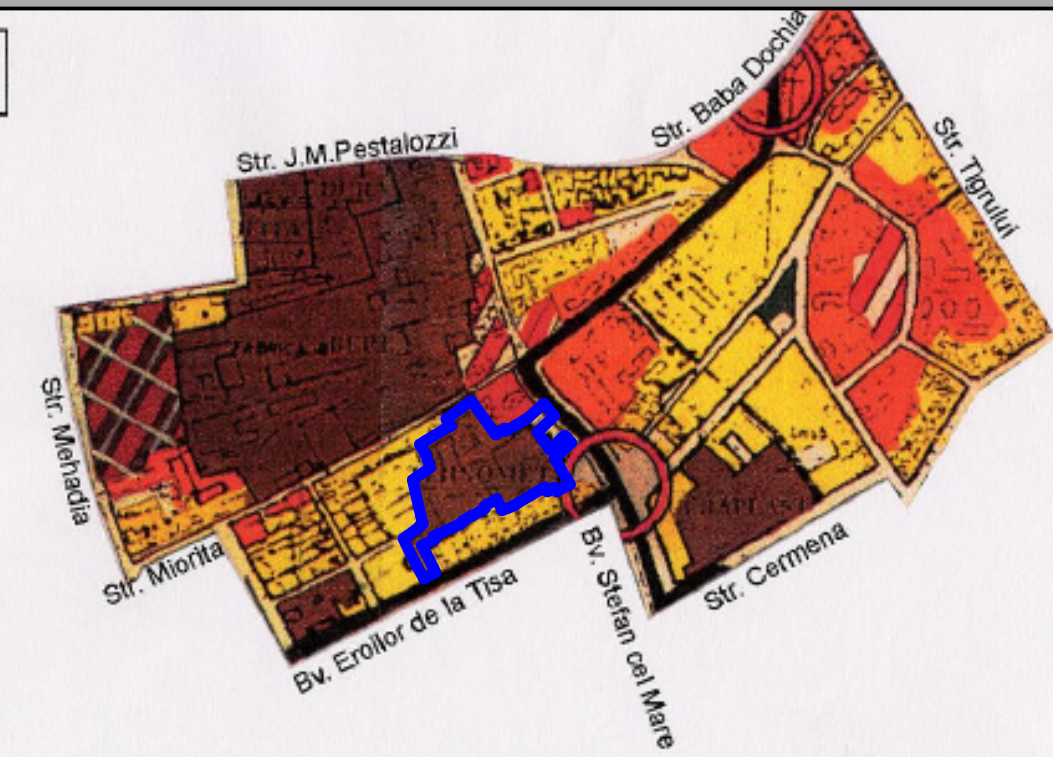 Str. Baba Dochia
Str. J.M.Pestalozzi
Str. Tigrului
Str. Mehadia
Str. Miorita
Bv. Eroilor de la Tisa
Bv. Stefan cel Mare
Str. Cermena